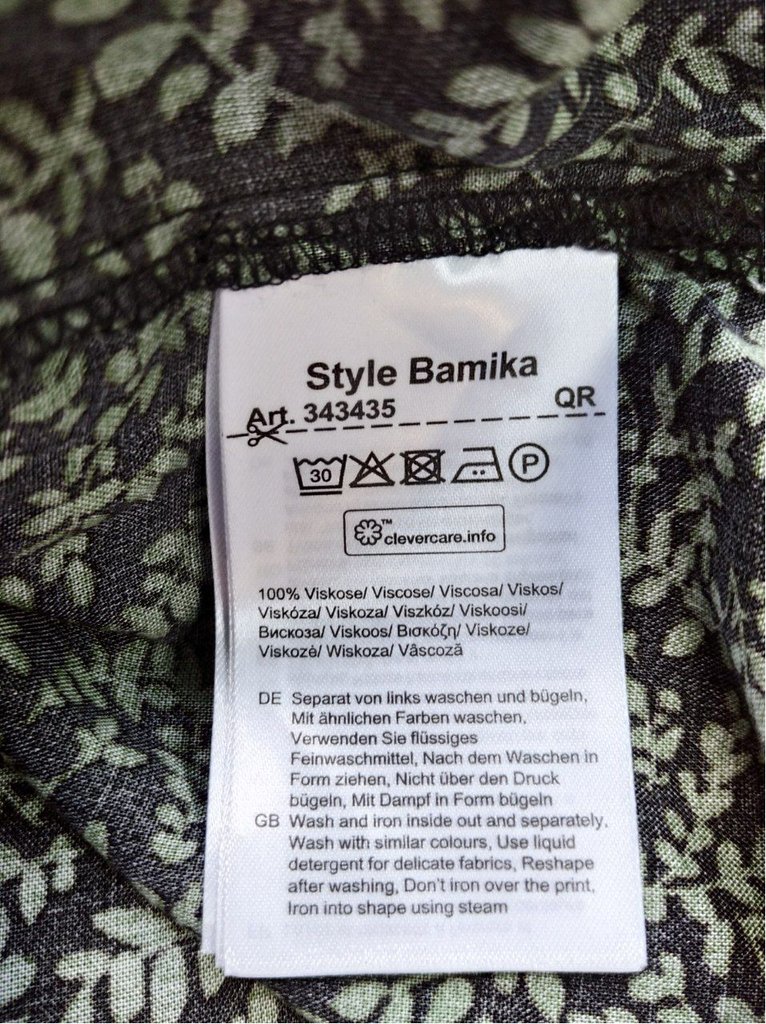 Style Bamika
Art. 343435 QR
30 P
™clevercare.info
100% Viskose/ Viscose/ Viscosa/ Viskos/
Viskóza/ Viskoza/ Viszkóz/ Viskoosi/
Вискоза/ Viskoos/ Βισκόζη/ Viskoze/
Viskozė/ Wiskoza/ Vâscoză
DE Separat von links waschen und bügeln,
Mit ähnlichen Farben waschen,
Verwenden Sie flüssiges
Feinwaschmittel, Nach dem Waschen in
Form ziehen, Nicht über den Druck
bügeln, Mit Dampf in Form bügeln
GB Wash and iron inside out and separately,
Wash with similar colours, Use liquid
detergent for delicate fabrics, Reshape
after washing, Don't iron over the print,
Iron into shape using steam